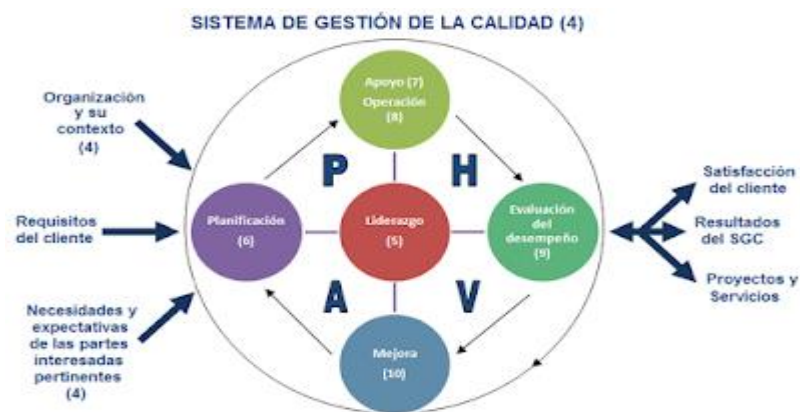 SISTEMA DE GESTIÓN DE LA CALIDAD (4)
Organización
y su
contexto
(4)
Requisitos
del cliente
Necesidades y
expectativas
de las partes
interesadas
pertinentes
(4)
Apoyo (7)
Operación
(8)
P
H
Planificación
(6)
Liderazgo
(5)
Evaluación
del
desempeño
(9)
A
V
Mejora
(10)
Satisfacción
del cliente
Resultados
del SGC
Proyectos y
Servicios